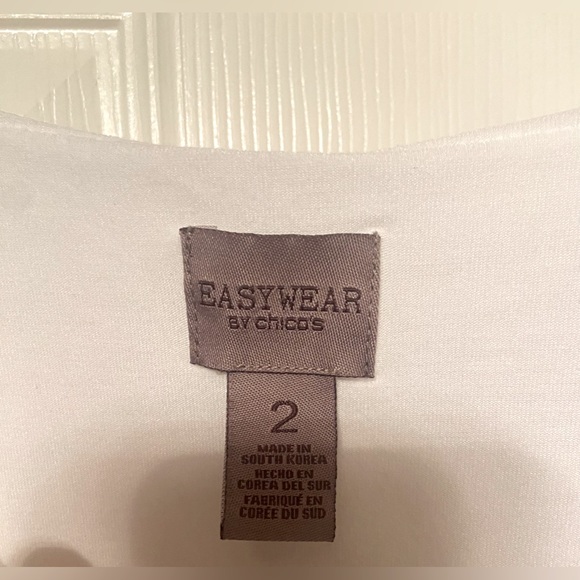 EASYWEAR
BY chico's
2
MADE IN
SOUTH KOREA
HECHO EN
COREA DEL SUR
FABRIQUÉ EN
CORÉE DU SUD